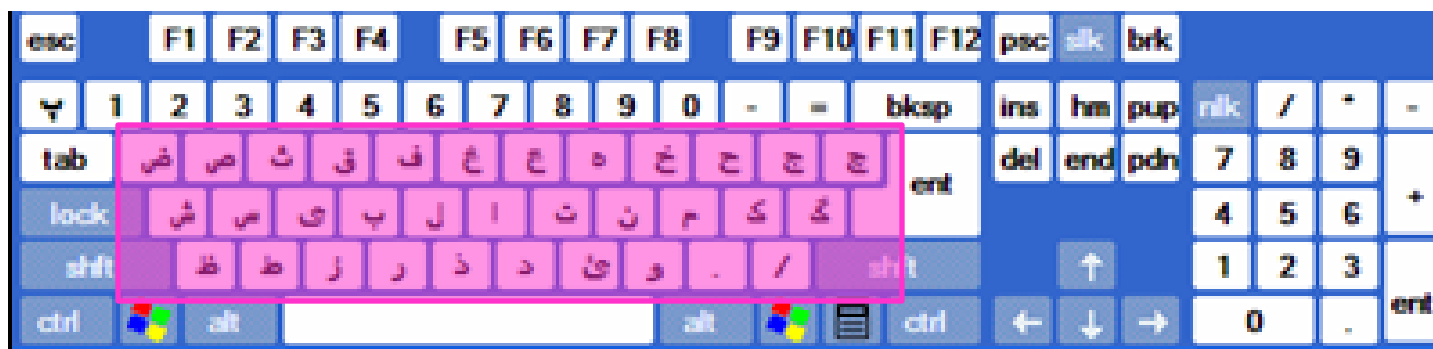 esc F1 F2 F3 F4 F5 F6 F7 F8 F9 F10 F11 F12 psc slk brk
پ 1 2 3 4 5 6 7 8 9 0 - = bksp ins hm pup nlk / * -
tab ض ص ث ق ف غ ع ه خ ح ج چ ent del end pdn 7 8 9 +
lock ش س ی ب ل ا ت ن م ک گ 4 5 6
shft ظ ط ز ر ذ د ئ و . / shft ↑ 1 2 3 ent
ctrl alt alt ctrl ← ↓ → 0 .